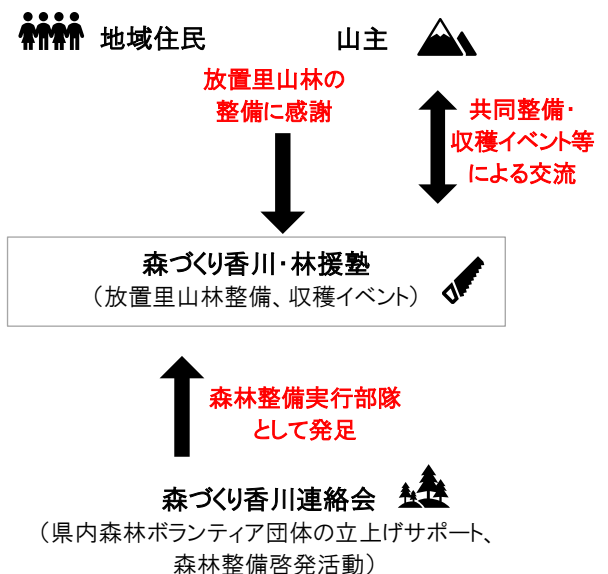 地域住民
山主
放置里山林の
整備に感謝
共同整備・
収穫イベント等
による交流
森づくり香川・林援塾
（放置里山林整備、収穫イベント）
森林整備実行部隊
として発足
森づくり香川連絡会
（県内森林ボランティア団体の立上げサポート、
森林整備啓発活動）